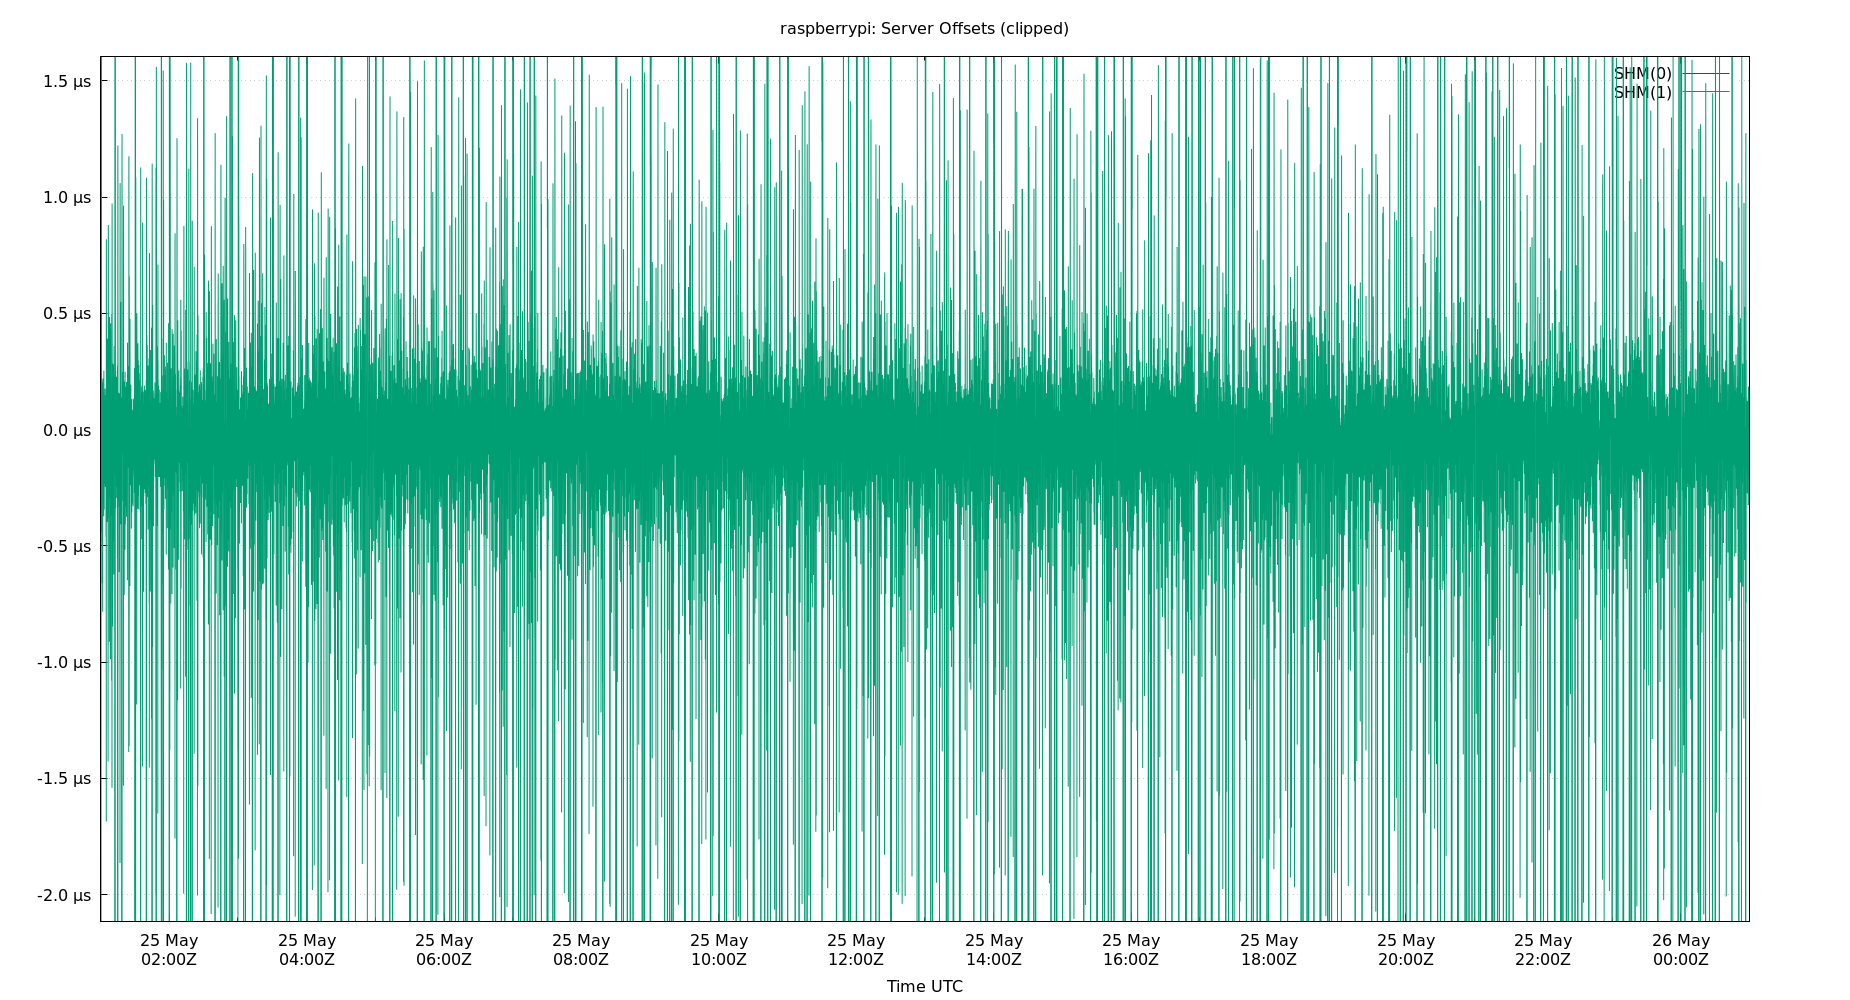 raspberrypi: Server Offsets (clipped)
SHM(0)
SHM(1)
1.5 µs
1.0 µs
0.5 µs
0.0 µs
-0.5 µs
-1.0 µs
-1.5 µs
-2.0 µs
25 May 25 May 25 May 25 May 25 May 25 May 25 May 25 May 25 May 25 May 25 May 26 May
02:00Z 04:00Z 06:00Z 08:00Z 10:00Z 12:00Z 14:00Z 16:00Z 18:00Z 20:00Z 22:00Z 00:00Z
Time UTC